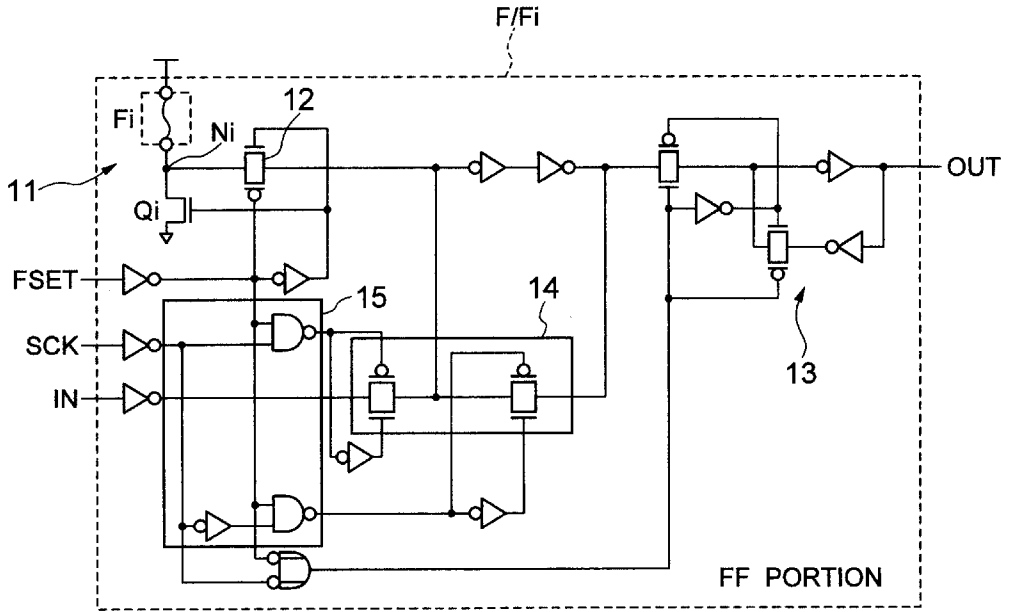 F/Fi
Fi
Ni
12
11
Qi
OUT
FSET
15
14
SCK
13
IN
FF PORTION